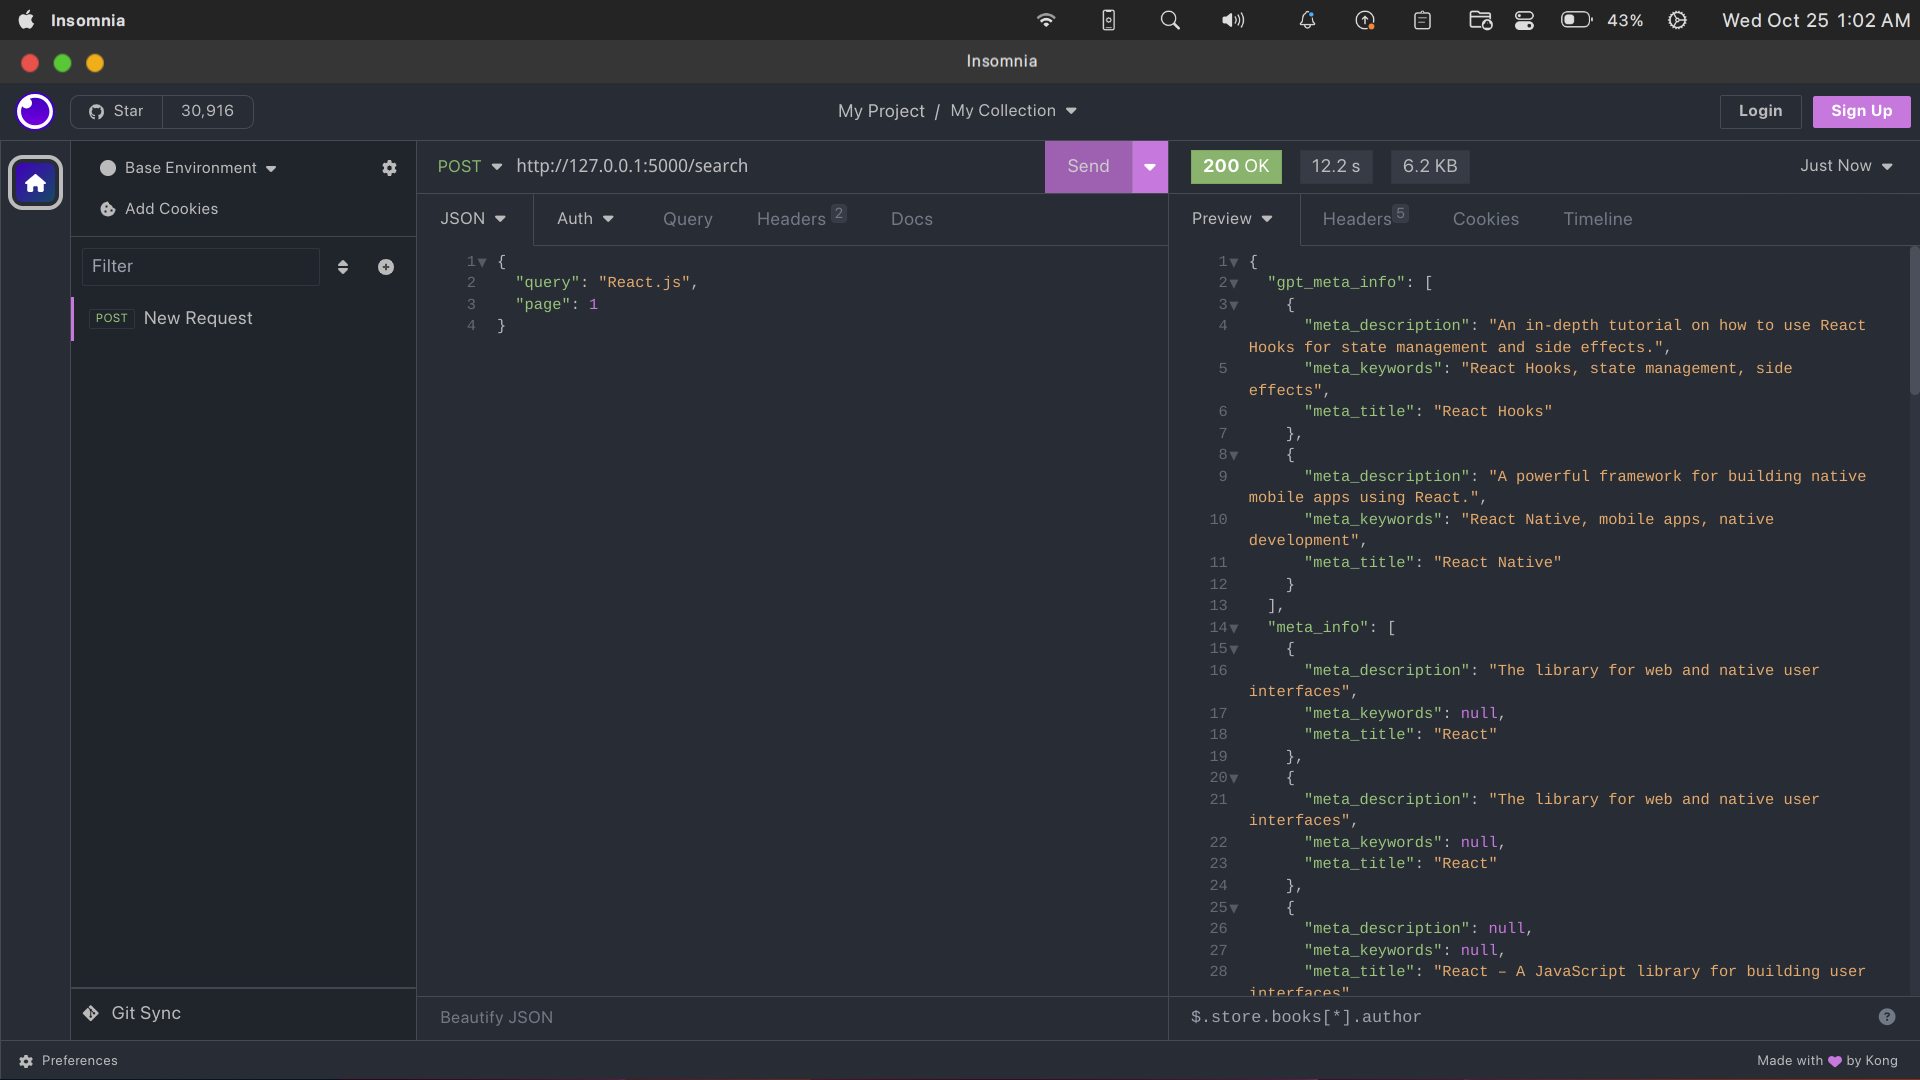 Insomnia
43%
Wed Oct 25 1:02 AM
Insomnia
Star 30,916
My Project / My Collection
Login
Sign Up
Base Environment
Add Cookies
Filter
POST New Request
Git Sync
Preferences
POST http://127.0.0.1:5000/search
Send
JSON Auth Query Headers 2 Docs
1 {
2 "query": "React.js",
3 "page": 1
4 }
Beautify JSON
200 OK 12.2 s 6.2 KB Just Now
Preview Headers 5 Cookies Timeline
1 {
2 "gpt_meta_info": [
3 {
4 "meta_description": "An in-depth tutorial on how to use React
Hooks for state management and side effects.",
5 "meta_keywords": "React Hooks, state management, side
effects",
6 "meta_title": "React Hooks"
7 },
8 {
9 "meta_description": "A powerful framework for building native
mobile apps using React.",
10 "meta_keywords": "React Native, mobile apps, native
development",
11 "meta_title": "React Native"
12 }
13 ],
14 "meta_info": [
15 {
16 "meta_description": "The library for web and native user
interfaces",
17 "meta_keywords": null,
18 "meta_title": "React"
19 },
20 {
21 "meta_description": "The library for web and native user
interfaces",
22 "meta_keywords": null,
23 "meta_title": "React"
24 },
25 {
26 "meta_description": null,
27 "meta_keywords": null,
28 "meta_title": "React – A JavaScript library for building user
interfaces"
$.store.books[*].author
Made with by Kong